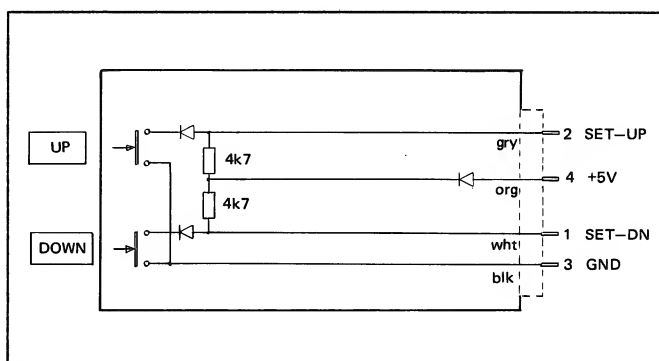 UP
DOWN
4k7
4k7
gry
org
wht
blk
2 SET-UP
4 +5V
1 SET-DN
3 GND